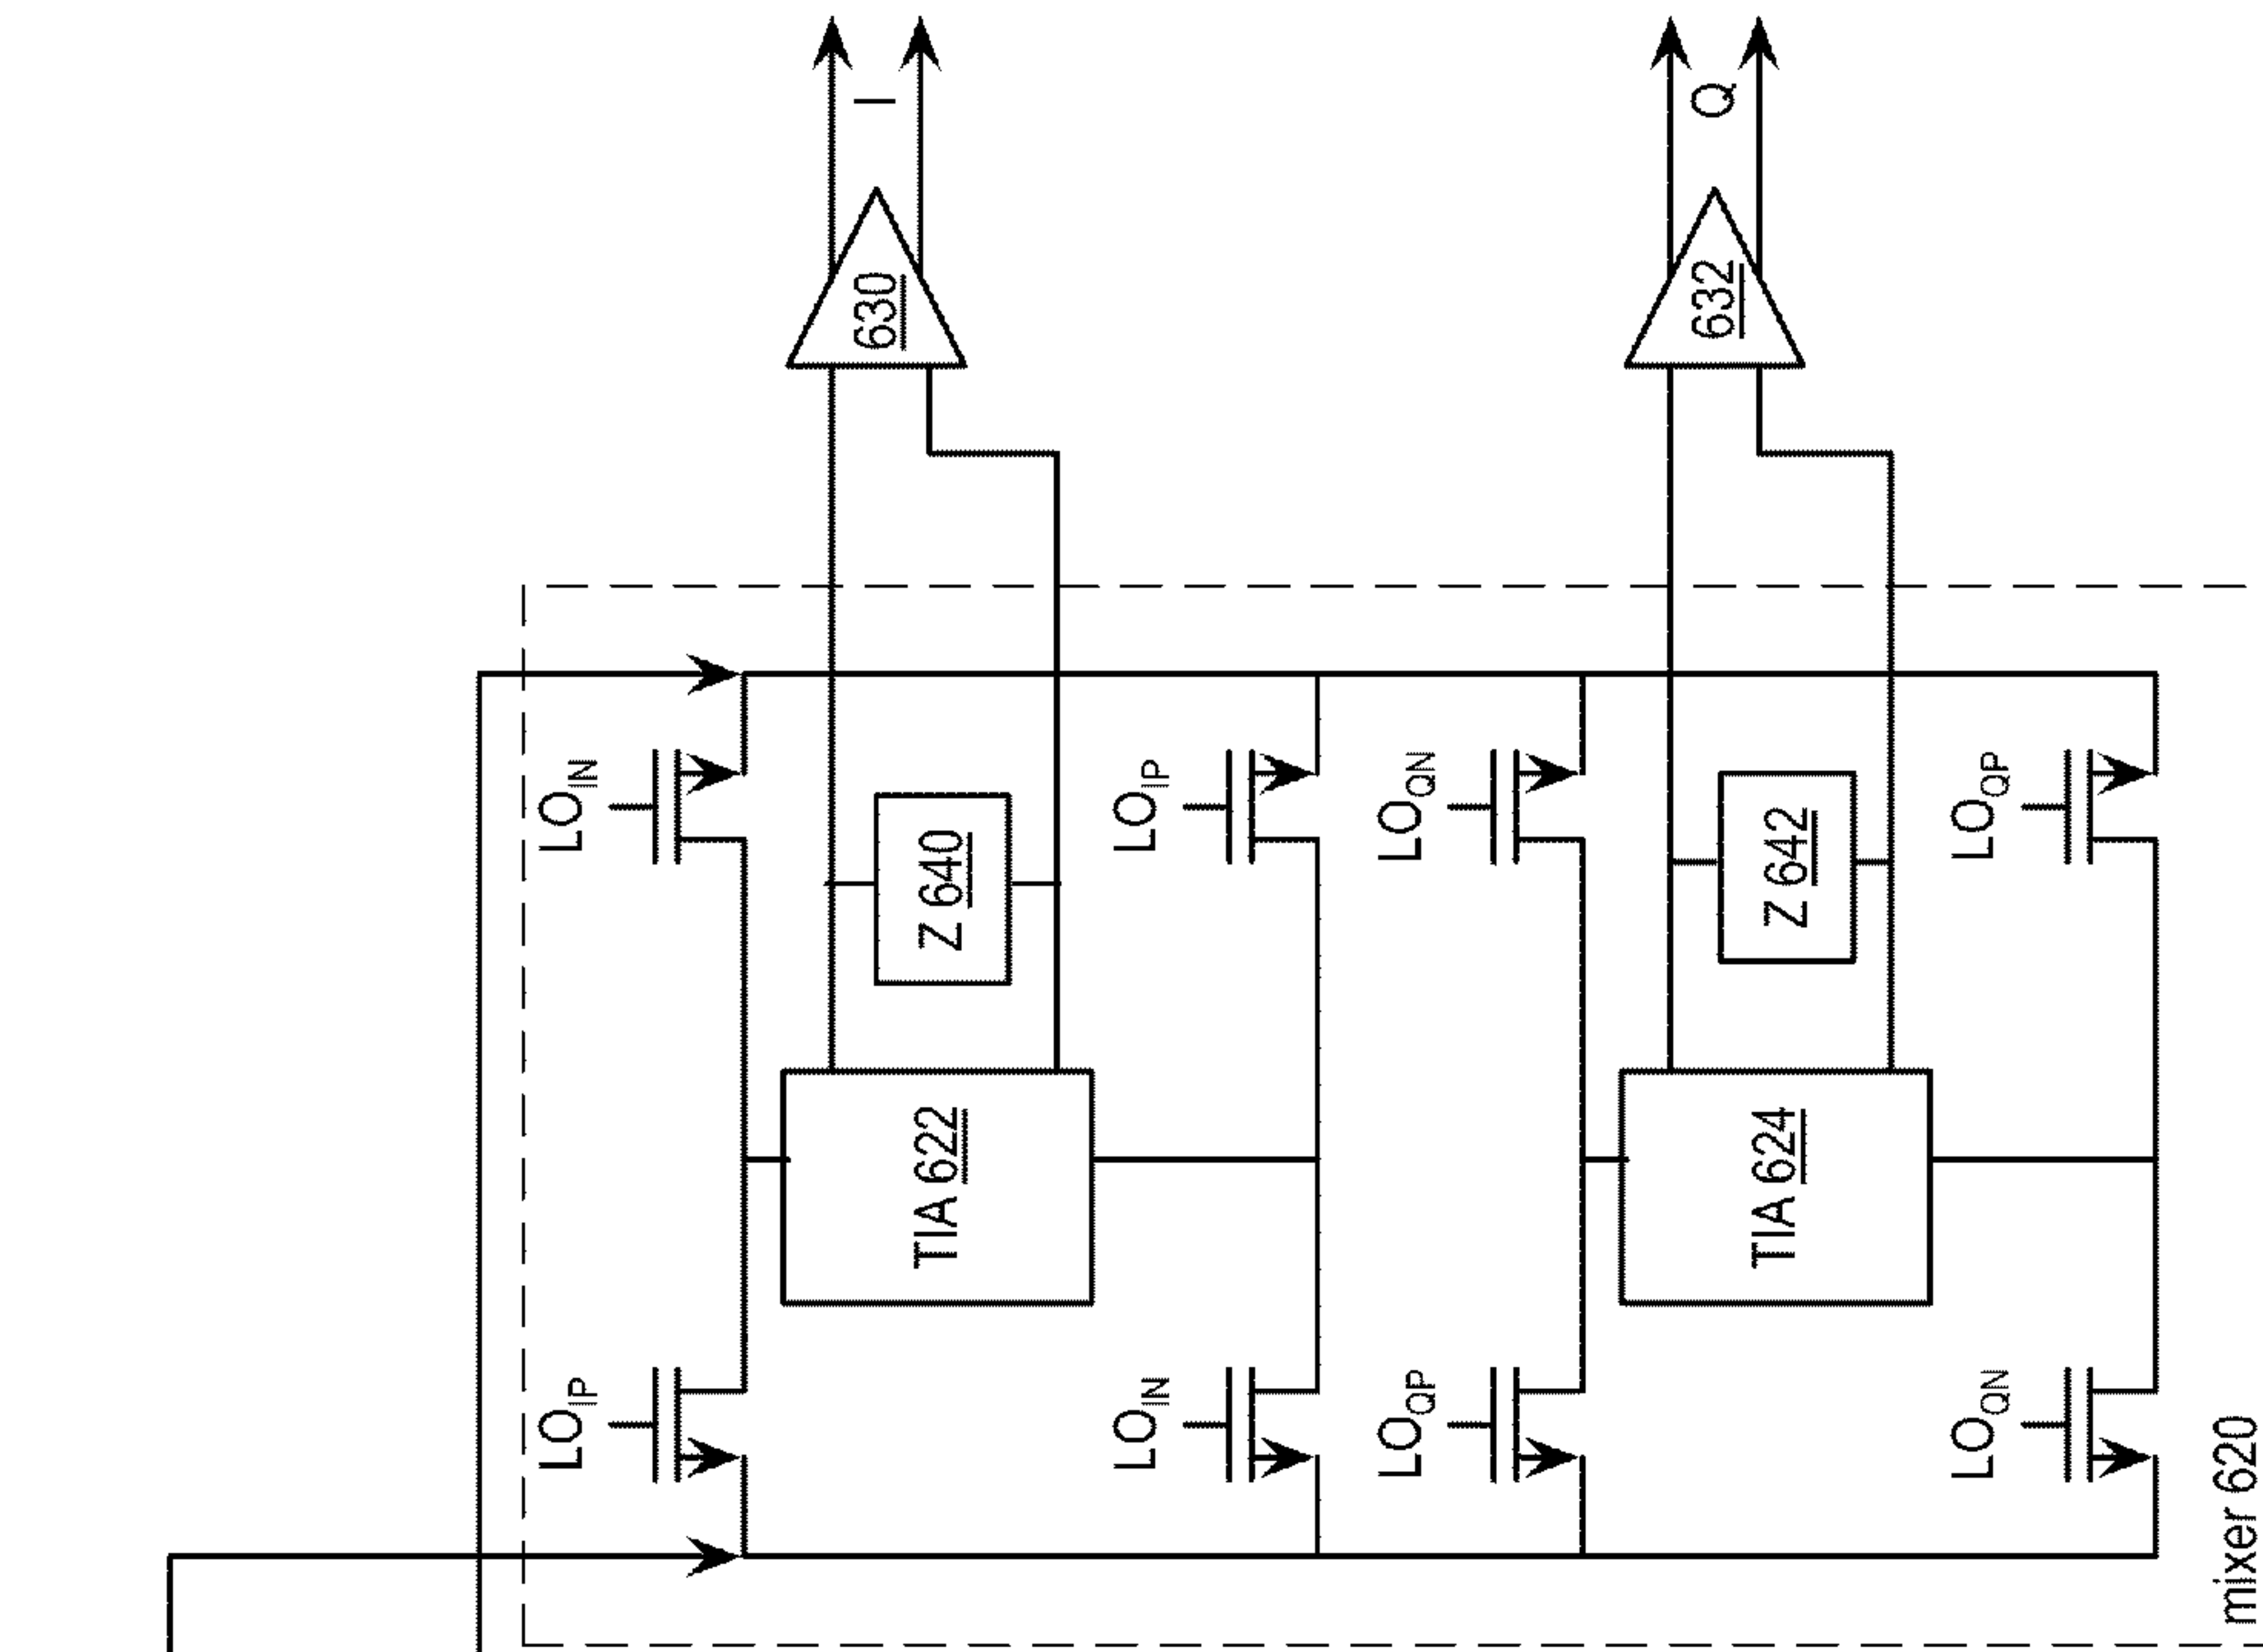 I
Q
630
632
LO_IN
Z 640
LO_IP
LO_QN
Z 642
LO_QP
TIA 622
TIA 624
LO_IP
LO_IN
LO_QP
LO_QN
mixer 620